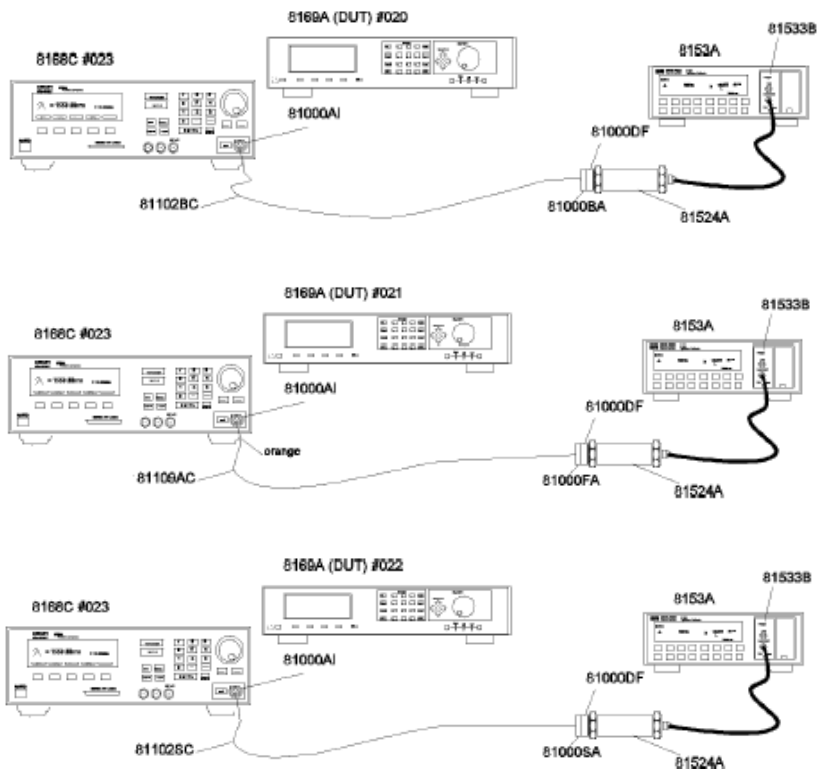 8169A (DUT) #020
81533B
8168C #023
8153A
81000AI
81000DF
81102BC
81000BA
81524A
8169A (DUT) #021
81533B
8168C #023
8153A
81000AI
81000DF
orange
81109AC
81000FA
81524A
8169A (DUT) #022
81533B
8168C #023
8153A
81000AI
81000DF
81102SC
81000SA
81524A